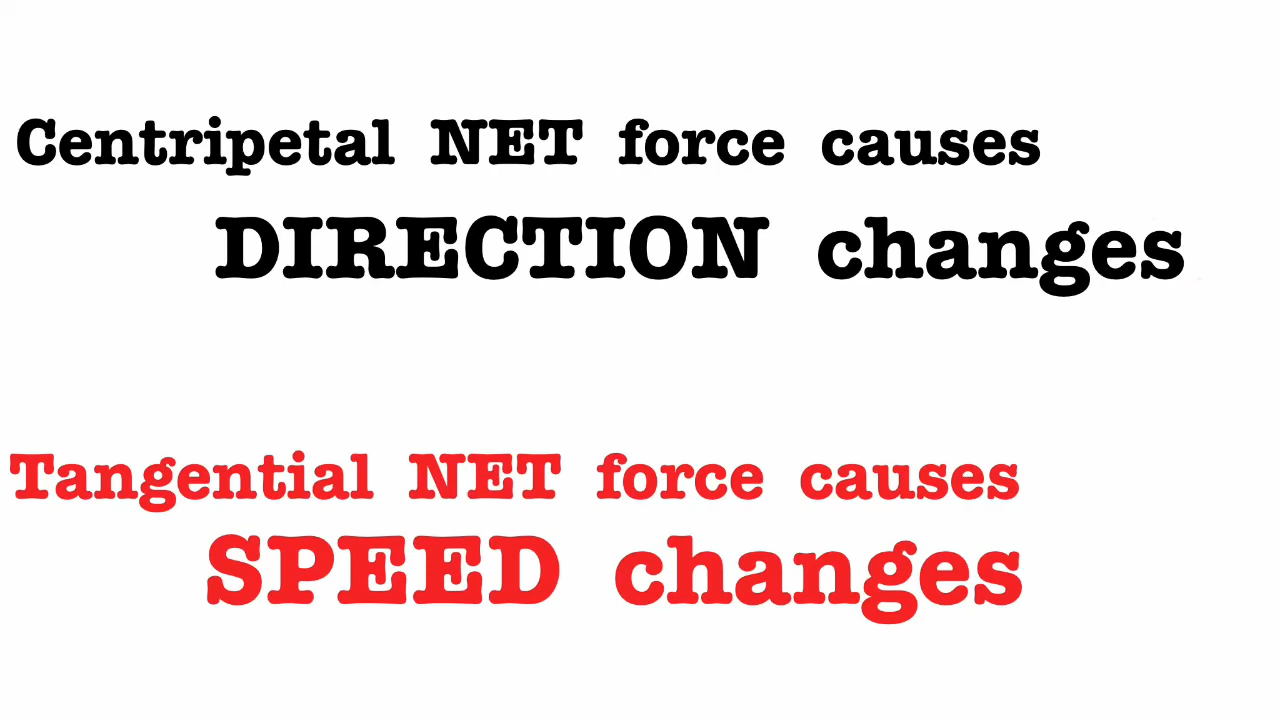 Centripetal NET force causes
DIRECTION changes
Tangential NET force causes
SPEED changes